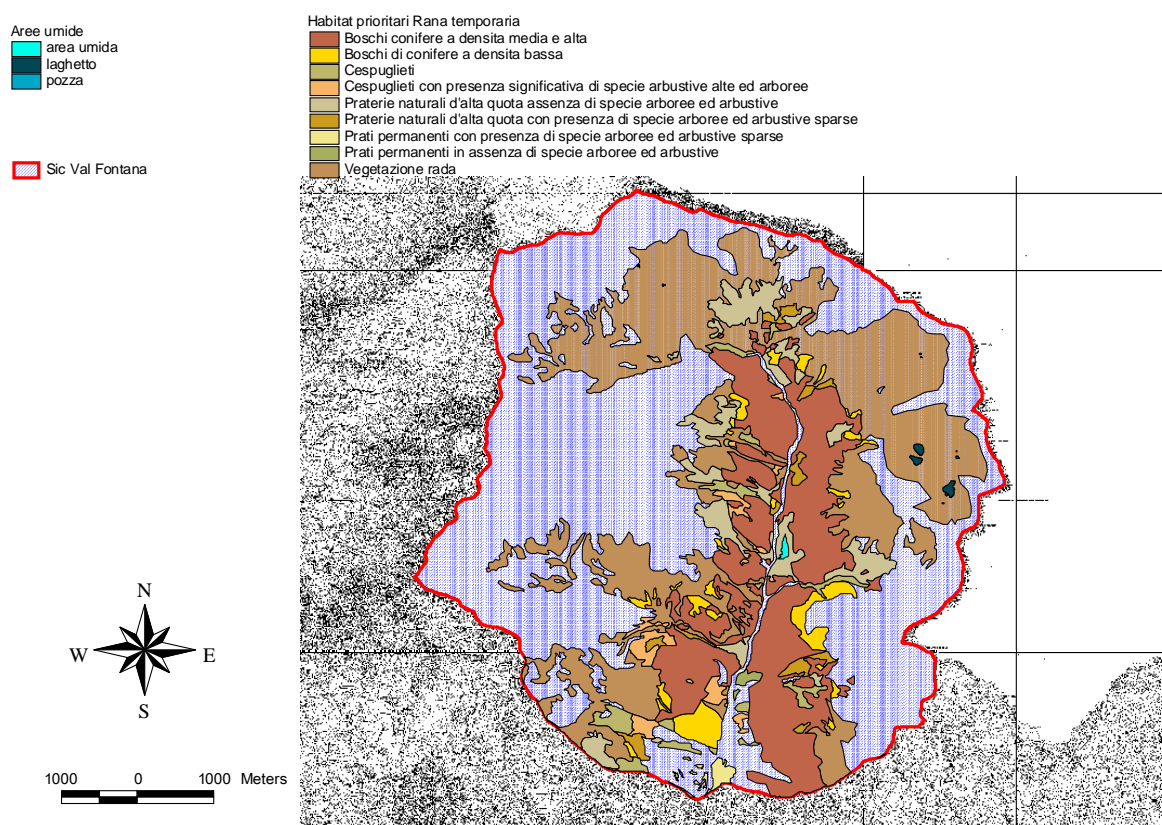 Aree umide
area umida
laghetto
pozza
Sic Val Fontana
Habitat prioritari Rana temporaria
Boschi conifere a densita media e alta
Boschi di conifere a densita bassa
Cespuglieti
Cespuglieti con presenza significativa di specie arbustive alte ed arboree
Praterie naturali d'alta quota assenza di specie arboree ed arbustive
Praterie naturali d'alta quota con presenza di specie arboree ed arbustive sparse
Prati permanenti con presenza di specie arboree ed arbustive sparse
Prati permanenti in assenza di specie arboree ed arbustive
Vegetazione rada
N
W E
S
1000 0 1000 Meters